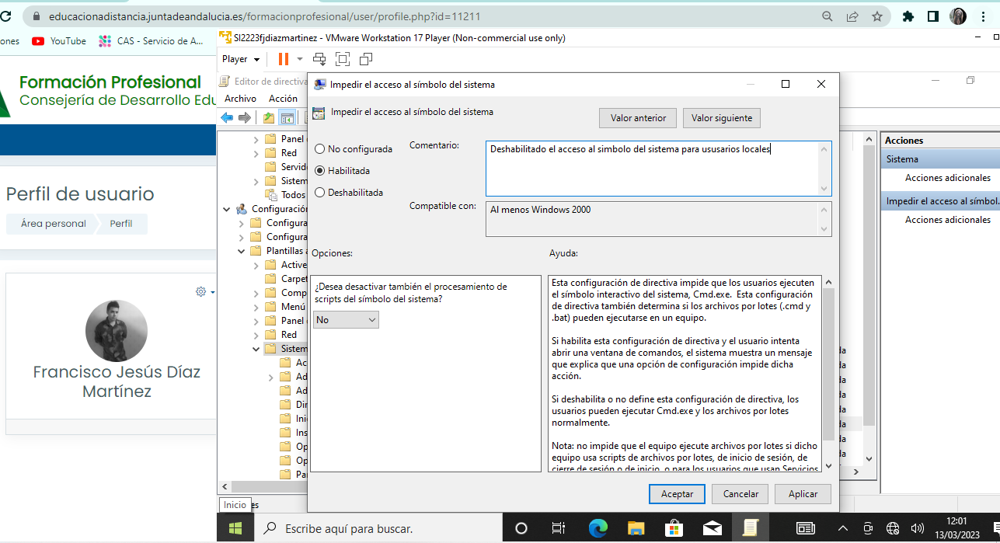 educacionadistancia.juntadeandalucia.es/formacionprofesional/user/profile.php?id=11211
ones YouTube CAS - Servicio de A...
SI2223fjdiazmartinez - VMware Workstation 17 Player (Non-commercial use only)
Player
Formación Profesional
Consejería de Desarrollo Edu
Perfil de usuario
Área personal Perfil
Francisco Jesús Díaz
Martínez
Editor de directiva
Archivo Acción
Panel
Red
Servid
Sistem
Todos
Configuración
Configura
Configura
Plantillas a
Active
Carpet
Comp
Menú
Panel
Red
Sistem
Ac
Ad
Ad
Dir
Ini
Ins
Op
Op
Pa
Impedir el acceso al símbolo del sistema
Impedir el acceso al símbolo del sistema
Valor anterior Valor siguiente
No configurada
Habilitada
Deshabilitada
Comentario:
Deshabilitado el acceso al simbolo del sistema para ususarios locales
Compatible con:
Al menos Windows 2000
Opciones:
¿Desea desactivar también el procesamiento de
scripts del símbolo del sistema?
No
Ayuda:
Esta configuración de directiva impide que los usuarios ejecuten
el símbolo interactivo del sistema, Cmd.exe. Esta configuración
de directiva también determina si los archivos por lotes (.cmd y
.bat) pueden ejecutarse en un equipo.
Si habilita esta configuración de directiva y el usuario intenta
abrir una ventana de comandos, el sistema muestra un mensaje
que explica que una opción de configuración impide dicha
acción.
Si deshabilita o no define esta configuración de directiva, los
usuarios pueden ejecutar Cmd.exe y los archivos por lotes
normalmente.
Nota: no impide que el equipo ejecute archivos por lotes si dicho
equipo usa scripts de archivos por lotes, de inicio de sesión, de
cierre de sesión o de inicio, o para los usuarios que usan Servicios
Aceptar Cancelar Aplicar
da
da
da
da
da
da
da
da
Acciones
Sistema
Acciones adicionales
Impedir el acceso al símbol...
Acciones adicionales
Inicio es
Escribe aquí para buscar.
12:01
13/03/2023